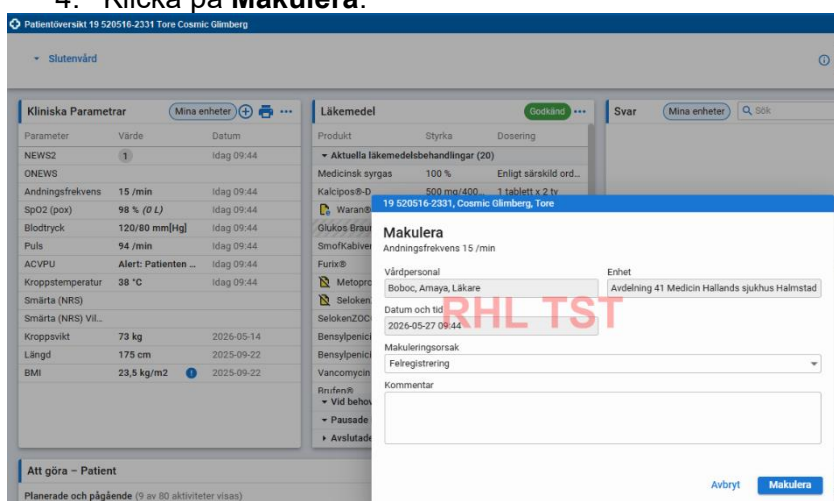 4. Klicka på Makulera.
Patientöversikt 19 520516-2331 Tore Cosmic Glimberg
Slutenvård
Kliniska Parametrar Mina enheter
Parameter Värde Datum
NEWS2 1 Idag 09:44
ONEWS Idag 09:44
Andningsfrekvens 15 /min Idag 09:44
SpO2 (pox) 98 % (0 L) Idag 09:44
Blodtryck 120/80 mm[Hg] Idag 09:44
Puls 94 /min Idag 09:44
ACVPU Alert: Patienten ... Idag 09:44
Kroppstemperatur 38 °C Idag 09:44
Smärta (NRS)
Smärta (NRS) Vil...
Kroppsvikt 73 kg 2026-05-14
Längd 175 cm 2025-09-22
BMI 23,5 kg/m2 2025-09-22
Läkemedel Godkänd
Produkt Styrka Dosering
Aktuella läkemedelsbehandlingar (20)
Medicinsk syrgas 100 % Enligt särskild ord...
Kalcipos®-D 500 mg/400... 1 tablett x 2 tv
Waran®
Glukos Braun
SmofKabiven
Furix®
Metopro
Seloken
SelokenZOC
Bensylpenici
Bensylpenici
Vancomycin
Brufen®
Vid behov
Pausade
Avslutade
Svar Mina enheter Sök
19 520516-2331, Cosmic Glimberg, Tore
Makulera
Andningsfrekvens 15 /min
Vårdpersonal Enhet
Boboc, Amaya, Läkare Avdelning 41 Medicin Hallands sjukhus Halmstad
Datum och tid
2026-05-27 09:44
RHL TST
Makuleringsorsak
Felregistrering
Kommentar
Avbryt Makulera
Att göra – Patient
Planerade och pågående (9 av 80 aktiviteter visas)